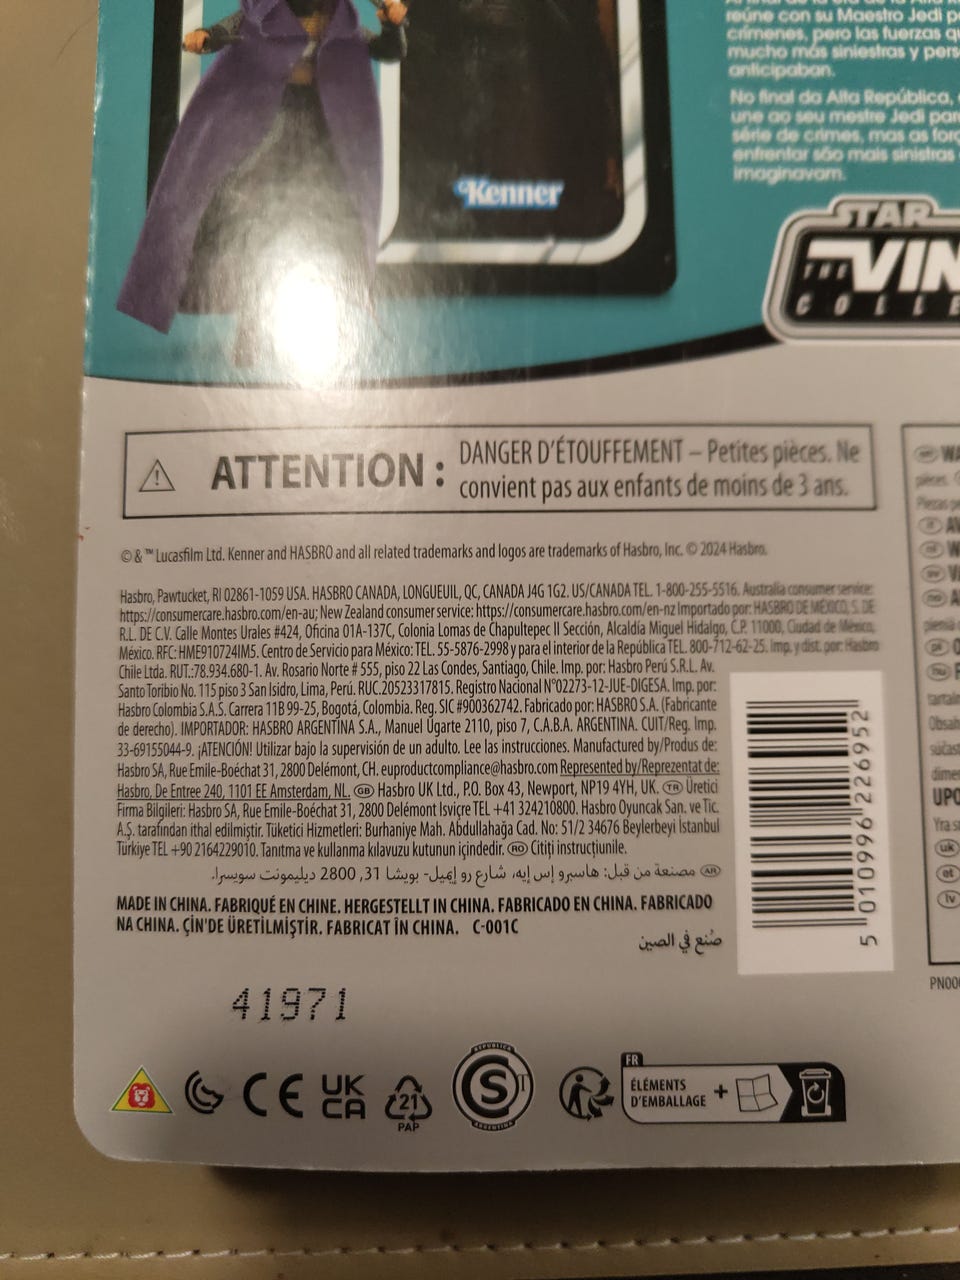 reúne con su Maestro Jedi
crímenes, pero las fuerzas
mucho más siniestras y
anticipaban.
No final da Alta República,
une ao seu mestre Jedi
série de crimes, mas as
enfrentar são mais sinistras
imaginavam.
Kenner
STAR
THE VIN
COLLE
ATTENTION :
DANGER D'ÉTOUFFEMENT – Petites pièces. Ne
convient pas aux enfants de moins de 3 ans.
© & ™ Lucasfilm Ltd. Kenner and HASBRO and all related trademarks and logos are trademarks of Hasbro, Inc. © 2024 Hasbro.
Hasbro, Pawtucket, RI 02861-1059 USA. HASBRO CANADA, LONGUEUIL, QC, CANADA J4G 1G2. US/CANADA TEL. 1-800-255-5516. Australia consumer service:
https://consumercare.hasbro.com/en-au; New Zealand consumer service: https://consumercare.hasbro.com/en-nz Importado por: HASBRO DE MÉXICO, S. DE
R.L. DE C.V. Calle Montes Urales #424, Oficina 01A-137C, Colonia Lomas de Chapultepec II Sección, Alcaldía Miguel Hidalgo, C.P. 11000, Ciudad de México,
México. RFC: HME910724IM5. Centro de Servicio para México: TEL. 55-5876-2998 y para el interior de la República TEL. 800-712-62-25. Imp. y dist. por: Hasbro
Chile Ltda. RUT.:78.934.680-1. Av. Rosario Norte # 555, piso 22 Las Condes, Santiago, Chile. Imp. por: Hasbro Perú S.R.L. Av.
Santo Toribio No. 115 piso 3 San Isidro, Lima, Perú. RUC.20523317815. Registro Nacional N°02273-12-JUE-DIGESA. Imp. por:
Hasbro Colombia S.A.S. Carrera 11B 99-25, Bogotá, Colombia. Reg. SIC #900362742. Fabricado por: HASBRO S.A. (Fabricante
de derecho). IMPORTADOR: HASBRO ARGENTINA S.A., Manuel Ugarte 2110, piso 7, C.A.B.A. ARGENTINA. CUIT/Reg. Imp.
33-69155044-9. ¡ATENCIÓN! Utilizar bajo la supervisión de un adulto. Lee las instrucciones. Manufactured by/Produs de:
Hasbro SA, Rue Emile-Boéchat 31, 2800 Delémont, CH. euproductcompliance@hasbro.com Represented by/Reprezentat de:
Hasbro, De Entree 240, 1101 EE Amsterdam, NL. GB Hasbro UK Ltd., P.O. Box 43, Newport, NP19 4YH, UK. TR Üretici
Firma Bilgileri: Hasbro SA, Rue Emile-Boéchat 31, 2800 Delémont İsviçre TEL +41 324210800. Hasbro Oyuncak San. ve Tic.
A.Ş. tarafından ithal edilmiştir. Tüketici Hizmetleri: Burhaniye Mah. Abdullahağa Cad. No: 51/2 34676 Beylerbeyi İstanbul
Türkiye TEL +90 2164229010. Tanıtma ve kullanma kılavuzu kutunun içindedir. RO Citiți instrucțiunile.
AR مصنعة من قبل: هاسبرو إس إيه، شارع رو إيميل- بويشا 31, 2800 ديليمونت سويسرا.
MADE IN CHINA. FABRIQUÉ EN CHINE. HERGESTELLT IN CHINA. FABRICADO EN CHINA. FABRICADO
NA CHINA. ÇİN'DE ÜRETİLMİŞTİR. FABRICAT ÎN CHINA. C-001C
صُنع في الصين
5 010996 226952
41971
CE
UK
CA
21
PAP
REPUBLICA
S
ARGENTINA
FR
ÉLÉMENTS
D'EMBALLAGE
+
WA
UPO
Yra
uk
et
lv
PN00